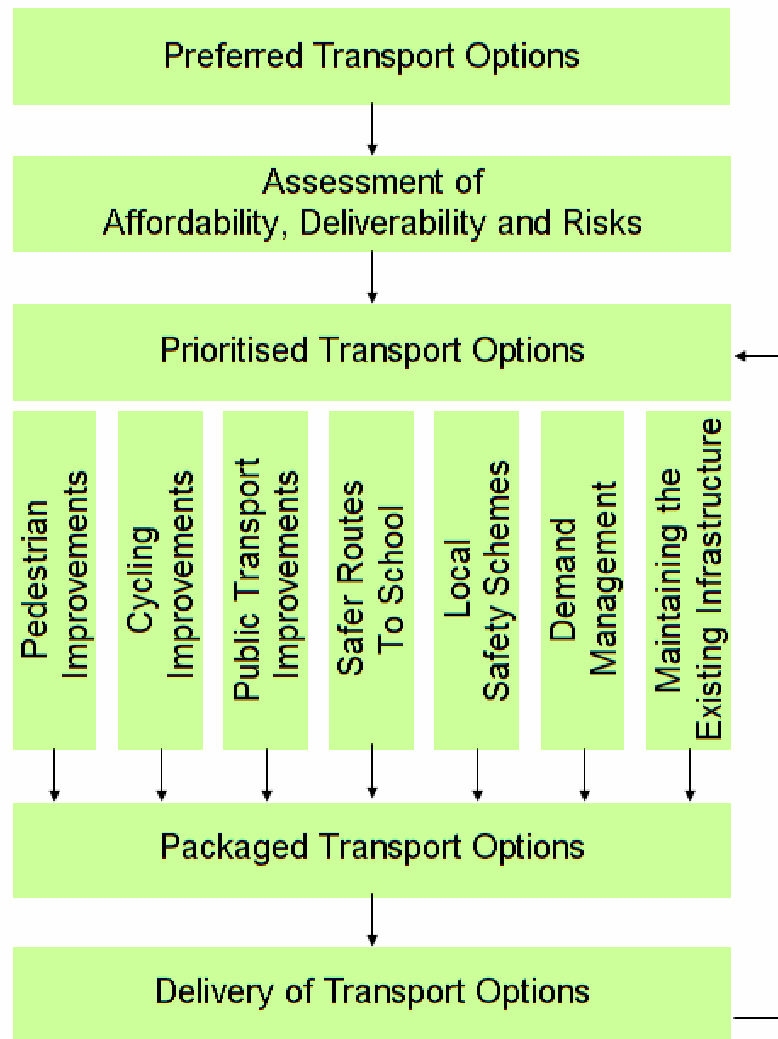 Preferred Transport Options
Assessment of
Affordability, Deliverability and Risks
Prioritised Transport Options
Pedestrian
Improvements
Cycling
Improvements
Public Transport
Improvements
Safer Routes
To School
Local
Safety Schemes
Demand
Management
Maintaining the
Existing Infrastructure
Packaged Transport Options
Delivery of Transport Options